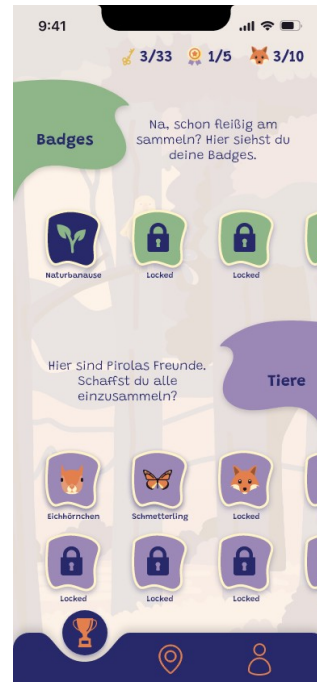 9:41
3/33 1/5 3/10
Badges
Na, schon fleißig am
sammeln? Hier siehst du
deine Badges.
Naturbanause Locked Locked
Hier sind Pirolas Freunde.
Schaffst du alle
einzusammeln?
Tiere
Eichhörnchen Schmetterling Locked
Locked Locked Locked